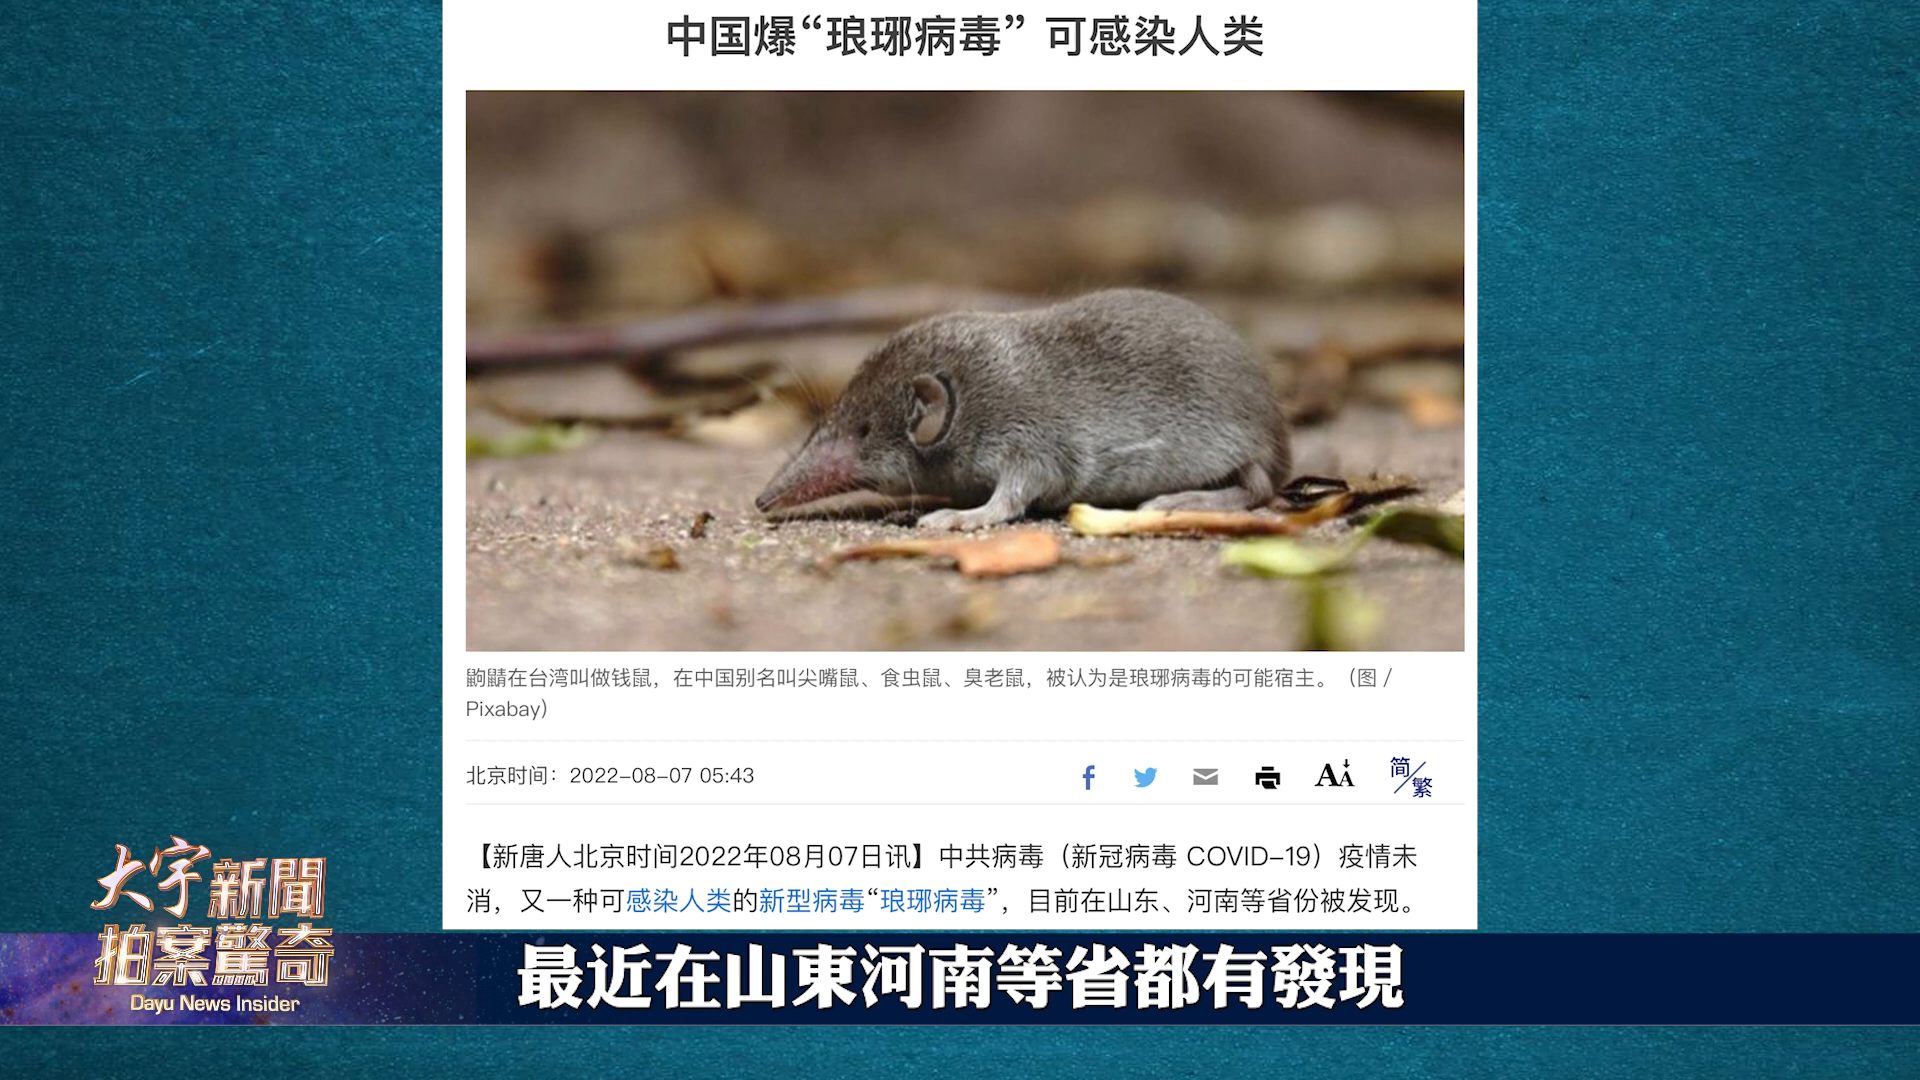 中国爆“琅琊病毒” 可感染人类
鼩鼱在台湾叫做钱鼠，在中国别名叫尖嘴鼠、食虫鼠、臭老鼠，被认为是琅琊病毒的可能宿主。（图 /
Pixabay）
北京时间：2022-08-07 05:43
f
AA
简/繁
【新唐人北京时间2022年08月07日讯】中共病毒（新冠病毒 COVID-19）疫情未
消，又一种可感染人类的新型病毒“琅琊病毒”，目前在山东、河南等省份被发现。
大宇新聞
拍案驚奇
Dayu News Insider
最近在山東河南等省都有發現